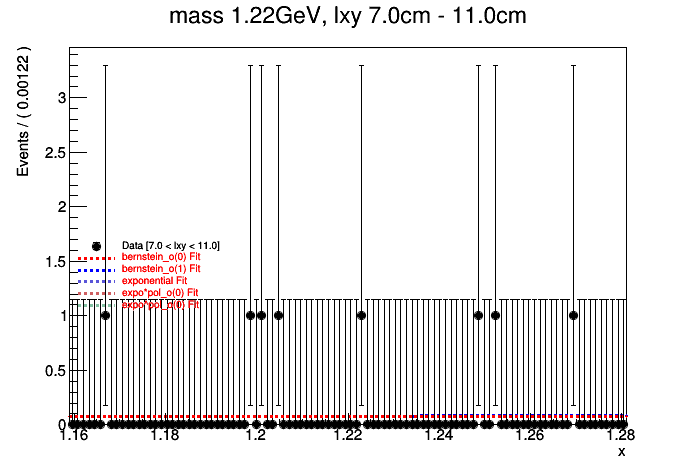 mass 1.22GeV, lxy 7.0cm - 11.0cm
Events / ( 0.00122 )
3
2.5
2
1.5
1
0.5
0
Data [7.0 < lxy < 11.0]
bernstein_o(0) Fit
bernstein_o(1) Fit
exponential Fit
expo*pol_o(0) Fit
1.16 1.18 1.2 1.22 1.24 1.26 1.28
x